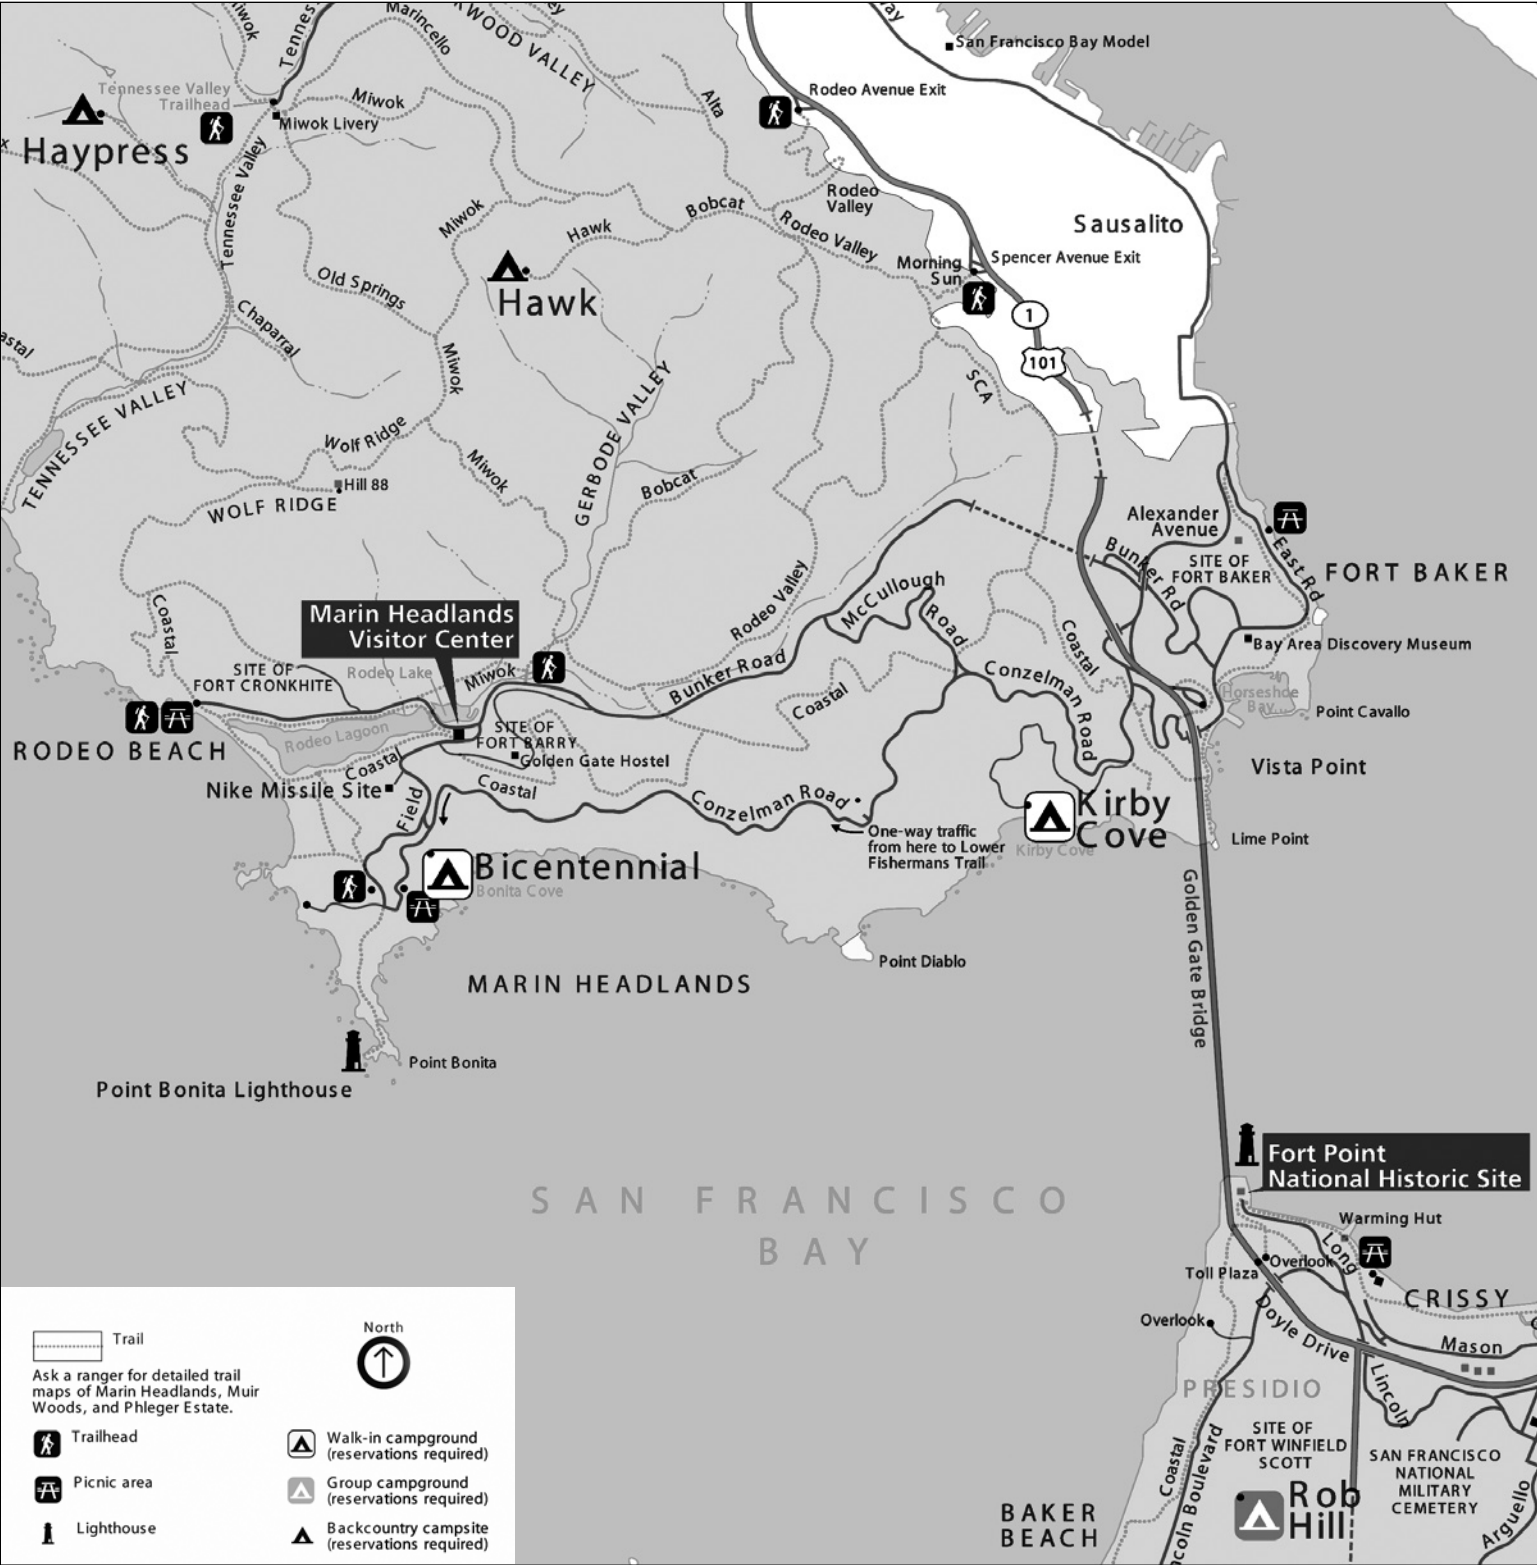 Miwok
Tennes
Marincello
KWOOD VALLEY
ey
ay
San Francisco Bay Model
Tennessee Valley
Trailhead
Miwok
Miwok Livery
Alta
Rodeo Avenue Exit
Haypress
Tennessee Valley
Miwok
Hawk
Bobcat
Rodeo
Valley
Rodeo Valley
Sausalito
Morning
Sun
Spencer Avenue Exit
Hawk
Old Springs
Chaparral
astal
1
101
Miwok
SCA
TENNESSEE VALLEY
Wolf Ridge
Miwok
GERBODE VALLEY
Bobcat
Hill 88
WOLF RIDGE
Alexander
Avenue
Bunker Rd
SITE OF
FORT BAKER
East Rd
FORT BAKER
McCullough
Road
Rodeo Valley
Coastal
Marin Headlands
Visitor Center
Coastal
Bay Area Discovery Museum
SITE OF
FORT CRONKHITE
Rodeo Lake
Miwok
Bunker Road
Conzelman Road
Coastal
Horseshoe
Bay
Point Cavallo
RODEO BEACH
Rodeo Lagoon
SITE OF
FORT BARRY
Golden Gate Hostel
Vista Point
Coastal
Nike Missile Site
Field
Coastal
Conzelman Road
Kirby
Cove
One-way traffic
from here to Lower
Fishermans Trail
Kirby Cove
Lime Point
Bicentennial
Bonita Cove
Golden Gate Bridge
Point Diablo
MARIN HEADLANDS
Point Bonita
Point Bonita Lighthouse
Fort Point
National Historic Site
SAN FRANCISCO
BAY
Warming Hut
Long
Overlook
Toll Plaza
CRISSY
Overlook
Doyle Drive
Mason
Lincoln
PRESIDIO
SITE OF
FORT WINFIELD
SCOTT
SAN FRANCISCO
NATIONAL
MILITARY
CEMETERY
Coastal
ncoln Boulevard
Rob
Hill
Arguello
BAKER
BEACH
Trail
North
Ask a ranger for detailed trail
maps of Marin Headlands, Muir
Woods, and Phleger Estate.
Trailhead
Walk-in campground
(reservations required)
Picnic area
Group campground
(reservations required)
Lighthouse
Backcountry campsite
(reservations required)